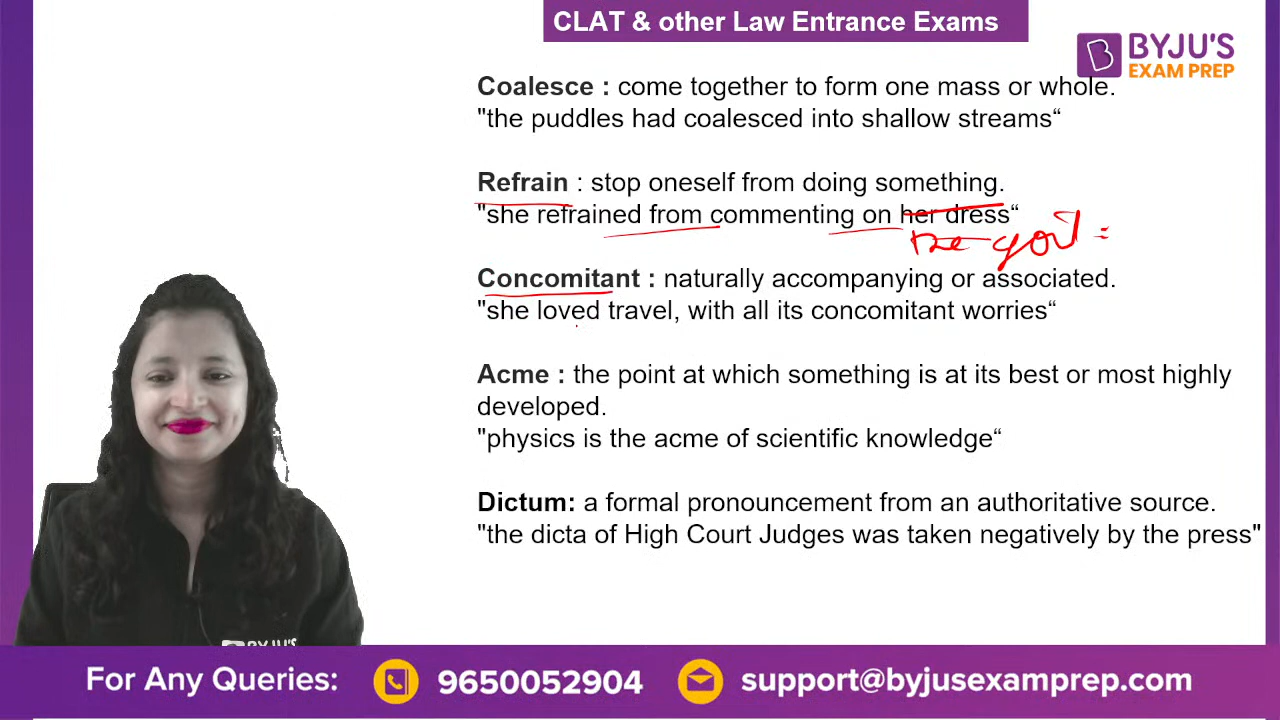 CLAT & other Law Entrance Exams
BYJU'S
EXAM PREP
Coalesce : come together to form one mass or whole.
"the puddles had coalesced into shallow streams“
Refrain : stop oneself from doing something.
"she refrained from commenting on her dress“
the gov't
Concomitant : naturally accompanying or associated.
"she loved travel, with all its concomitant worries“
Acme : the point at which something is at its best or most highly
developed.
"physics is the acme of scientific knowledge“
Dictum: a formal pronouncement from an authoritative source.
"the dicta of High Court Judges was taken negatively by the press"
BYJU'S
For Any Queries: 9650052904 support@byjusexamprep.com